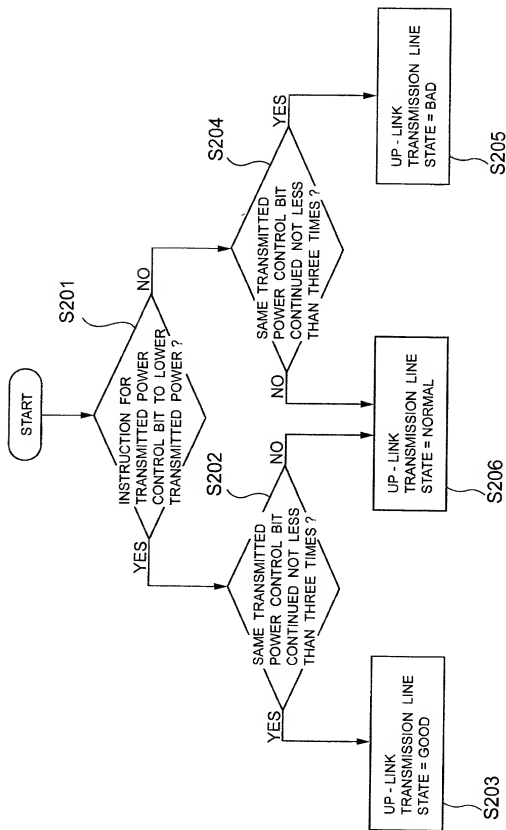 START
S201
INSTRUCTION FOR
TRANSMITTED POWER
CONTROL BIT TO LOWER
TRANSMITTED POWER ?
YES
NO
S202
SAME TRANSMITTED
POWER CONTROL BIT
CONTINUED NOT LESS
THAN THREE TIMES ?
YES
NO
S204
SAME TRANSMITTED
POWER CONTROL BIT
CONTINUED NOT LESS
THAN THREE TIMES ?
NO
YES
UP - LINK
TRANSMISSION LINE
STATE = GOOD
S203
UP - LINK
TRANSMISSION LINE
STATE = NORMAL
S206
UP - LINK
TRANSMISSION LINE
STATE = BAD
S205